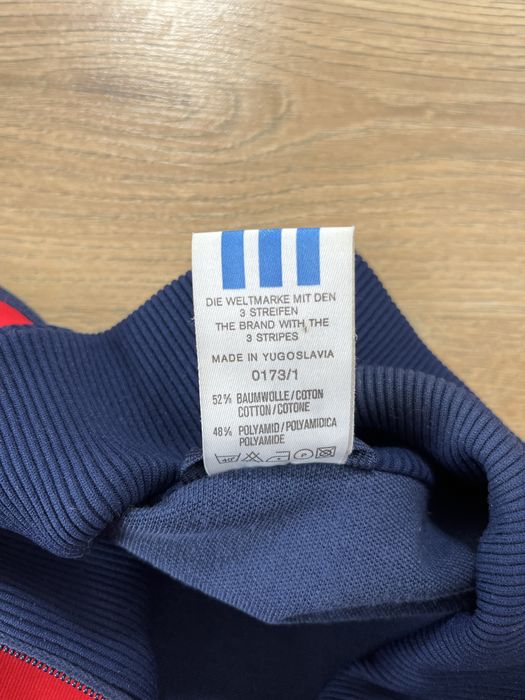 DIE WELTMARKE MIT DEN
3 STREIFEN
THE BRAND WITH THE
3 STRIPES
MADE IN YUGOSLAVIA
0173/1
52% BAUMWOLLE/COTON
COTTON/COTONE
48% POLYAMID/POLYAMIDICA
POLYAMIDE
40 P